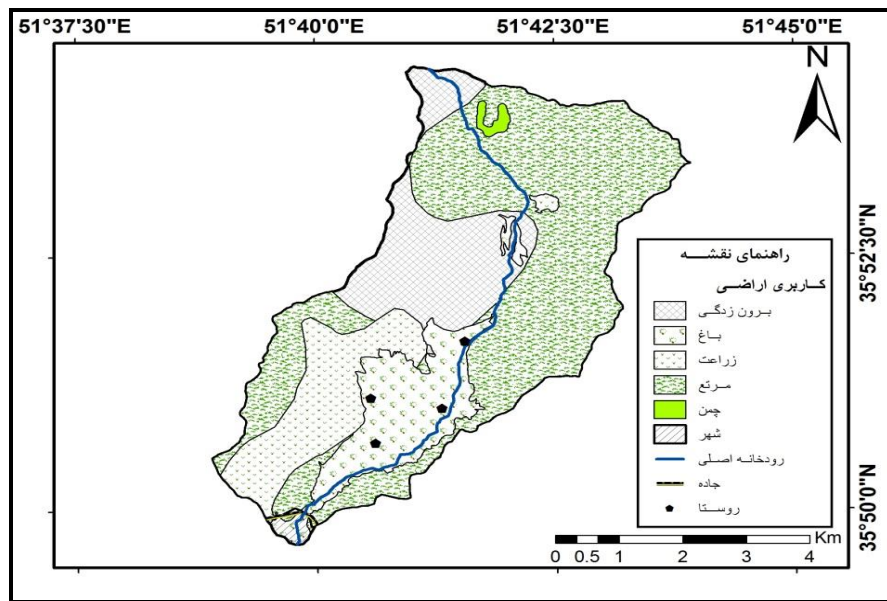 51°37'30"E 51°40'0"E 51°42'30"E 51°45'0"E
N
35°52'30"N
35°50'0"N
راهنمای نقشه
کاربری اراضی
برون زدگی
باغ
زراعت
مرتع
چمن
شهر
رودخانه اصلی
جاده
روستا
Km
0 0.5 1 2 3 4